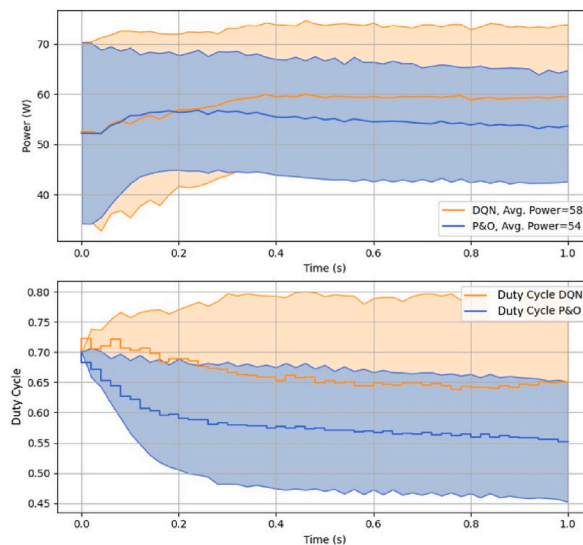 70
60
50
40
Power (W)
DQN, Avg. Power=58
P&O, Avg. Power=54
0.0 0.2 0.4 0.6 0.8 1.0
Time (s)
0.80
0.75
0.70
0.65
0.60
0.55
0.50
0.45
Duty Cycle
Duty Cycle DQN
Duty Cycle P&O
0.0 0.2 0.4 0.6 0.8 1.0
Time (s)